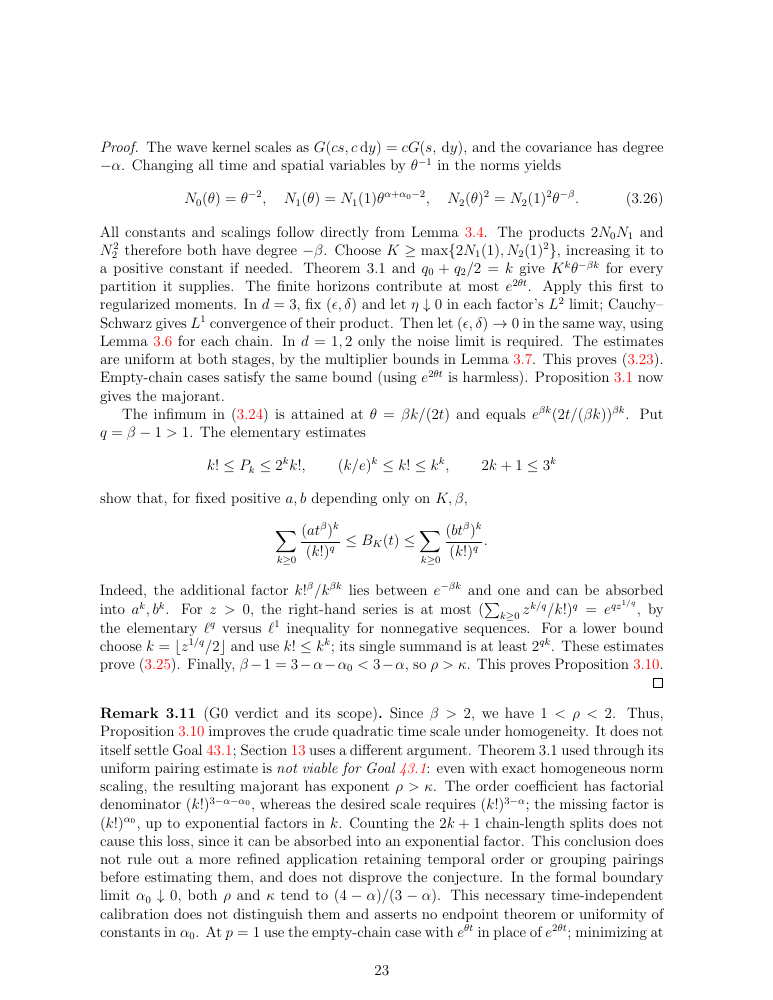 Proof. The wave kernel scales as G(cs, c dy) = cG(s, dy), and the covariance has degree
−α. Changing all time and spatial variables by θ⁻¹ in the norms yields
N₀(θ) = θ⁻², N₁(θ) = N₁(1)θ^{α+α₀−2}, N₂(θ)² = N₂(1)²θ^{−β}. (3.26)
All constants and scalings follow directly from Lemma 3.4. The products 2N₀N₁ and
N₂² therefore both have degree −β. Choose K ≥ max{2N₁(1), N₂(1)²}, increasing it to
a positive constant if needed. Theorem 3.1 and q₀ + q₂/2 = k give K^kθ^{−βk} for every
partition it supplies. The finite horizons contribute at most e^{2θt}. Apply this first to
regularized moments. In d = 3, fix (ϵ, δ) and let η ↓ 0 in each factor's L² limit; Cauchy–
Schwarz gives L¹ convergence of their product. Then let (ϵ, δ) → 0 in the same way, using
Lemma 3.6 for each chain. In d = 1, 2 only the noise limit is required. The estimates
are uniform at both stages, by the multiplier bounds in Lemma 3.7. This proves (3.23).
Empty-chain cases satisfy the same bound (using e^{2θt} is harmless). Proposition 3.1 now
gives the majorant.
The infimum in (3.24) is attained at θ = βk/(2t) and equals e^{βk}(2t/(βk))^{βk}. Put
q = β − 1 > 1. The elementary estimates
k! ≤ P_k ≤ 2^k k!, (k/e)^k ≤ k! ≤ k^k, 2k + 1 ≤ 3^k
show that, for fixed positive a, b depending only on K, β,
∑_{k≥0} (at^β)^k/(k!)^q ≤ B_K(t) ≤ ∑_{k≥0} (bt^β)^k/(k!)^q.
Indeed, the additional factor k!^β/k^{βk} lies between e^{−βk} and one and can be absorbed
into a^k, b^k. For z > 0, the right-hand series is at most (∑_{k≥0} z^{k/q}/k!)^q = e^{qz^{1/q}}, by
the elementary ℓ^q versus ℓ¹ inequality for nonnegative sequences. For a lower bound
choose k = ⌊z^{1/q}/2⌋ and use k! ≤ k^k; its single summand is at least 2^{qk}. These estimates
prove (3.25). Finally, β−1 = 3−α−α₀ < 3−α, so ρ > κ. This proves Proposition 3.10.
□
Remark 3.11 (G0 verdict and its scope). Since β > 2, we have 1 < ρ < 2. Thus,
Proposition 3.10 improves the crude quadratic time scale under homogeneity. It does not
itself settle Goal 43.1; Section 13 uses a different argument. Theorem 3.1 used through its
uniform pairing estimate is not viable for Goal 43.1: even with exact homogeneous norm
scaling, the resulting majorant has exponent ρ > κ. The order coefficient has factorial
denominator (k!)^{3−α−α₀}, whereas the desired scale requires (k!)^{3−α}; the missing factor is
(k!)^{α₀}, up to exponential factors in k. Counting the 2k + 1 chain-length splits does not
cause this loss, since it can be absorbed into an exponential factor. This conclusion does
not rule out a more refined application retaining temporal order or grouping pairings
before estimating them, and does not disprove the conjecture. In the formal boundary
limit α₀ ↓ 0, both ρ and κ tend to (4 − α)/(3 − α). This necessary time-independent
calibration does not distinguish them and asserts no endpoint theorem or uniformity of
constants in α₀. At p = 1 use the empty-chain case with e^{θt} in place of e^{2θt}; minimizing at
23